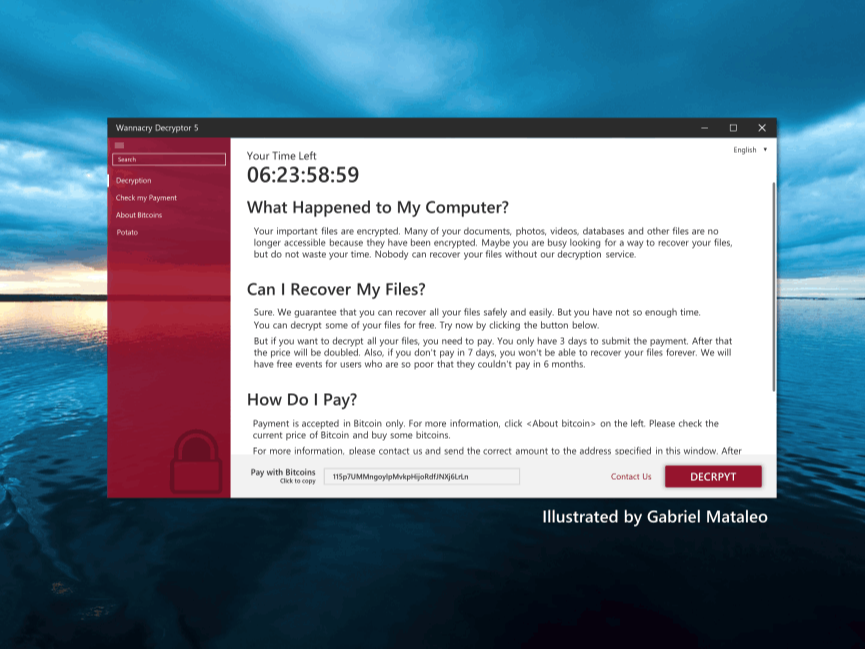 Wannacry Decryptor 5
English
Search
Decryption
Check my Payment
About Bitcoins
Potato
Your Time Left
06:23:58:59
What Happened to My Computer?
Your important files are encrypted. Many of your documents, photos, videos, databases and other files are no
longer accessible because they have been encrypted. Maybe you are busy looking for a way to recover your files,
but do not waste your time. Nobody can recover your files without our decryption service.
Can I Recover My Files?
Sure. We guarantee that you can recover all your files safely and easily. But you have not so enough time.
You can decrypt some of your files for free. Try now by clicking the button below.
But if you want to decrypt all your files, you need to pay. You only have 3 days to submit the payment. After that
the price will be doubled. Also, if you don't pay in 7 days, you won't be able to recover your files forever. We will
have free events for users who are so poor that they couldn't pay in 6 months.
How Do I Pay?
Payment is accepted in Bitcoin only. For more information, click <About bitcoin> on the left. Please check the
current price of Bitcoin and buy some bitcoins.
For more information, please contact us and send the correct amount to the address specified in this window. After
Pay with Bitcoins
Click to copy
Contact Us
DECRPYT
Illustrated by Gabriel Mataleo